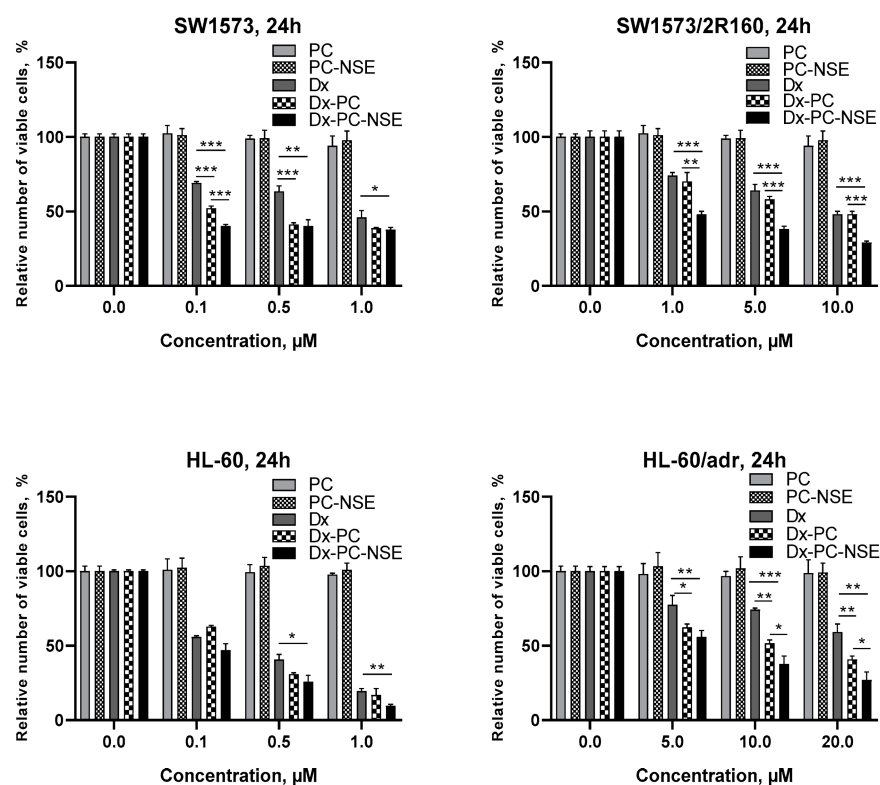 SW1573, 24h
PC
PC-NSE
Dx
Dx-PC
Dx-PC-NSE
Relative number of viable cells, %
150
100
50
0
*** *** ***
** ***
*
0.0 0.1 0.5 1.0
Concentration, µM
SW1573/2R160, 24h
PC
PC-NSE
Dx
Dx-PC
Dx-PC-NSE
Relative number of viable cells, %
150
100
50
0
*** **
*** ***
*** ***
0.0 1.0 5.0 10.0
Concentration, µM
HL-60, 24h
PC
PC-NSE
Dx
Dx-PC
Dx-PC-NSE
Relative number of viable cells, %
150
100
50
0
*
**
0.0 0.1 0.5 1.0
Concentration, µM
HL-60/adr, 24h
PC
PC-NSE
Dx
Dx-PC
Dx-PC-NSE
Relative number of viable cells, %
150
100
50
0
** *
*** ** *
** ** *
0.0 5.0 10.0 20.0
Concentration, µM